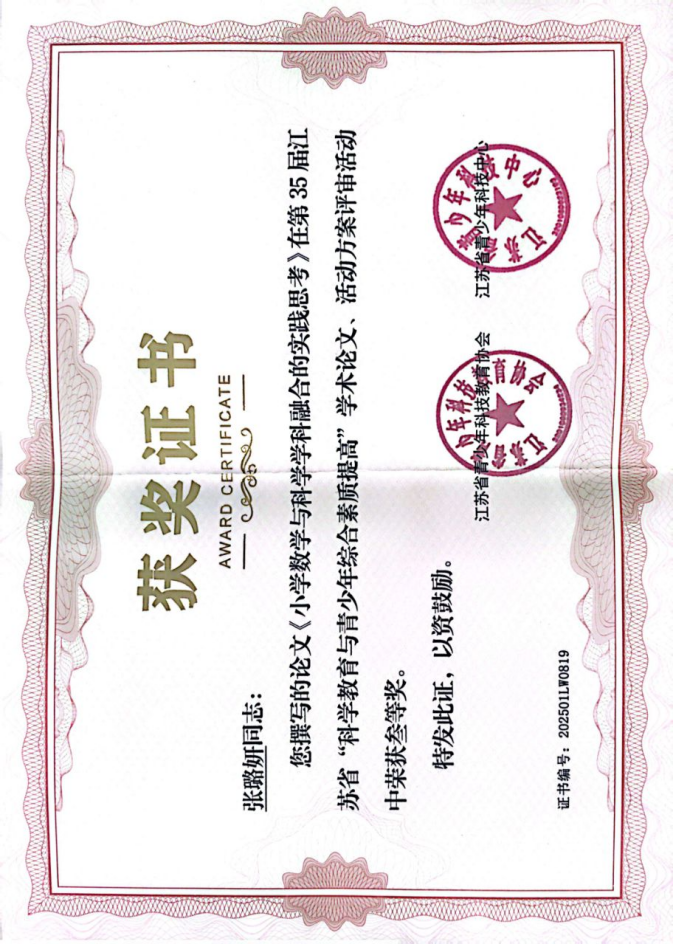 获奖证书
AWARD CERTIFICATE
张璐妍同志：
您撰写的论文《小学数学与科学学科融合的实践思考》在第 35 届江
苏省“科学教育与青少年综合素质提高”学术论文、活动方案评审活动
中荣获叁等奖。
特发此证，以资鼓励。
江苏省青少年科技教育协会
江苏省青少年科技中心
证书编号：202501LW0819